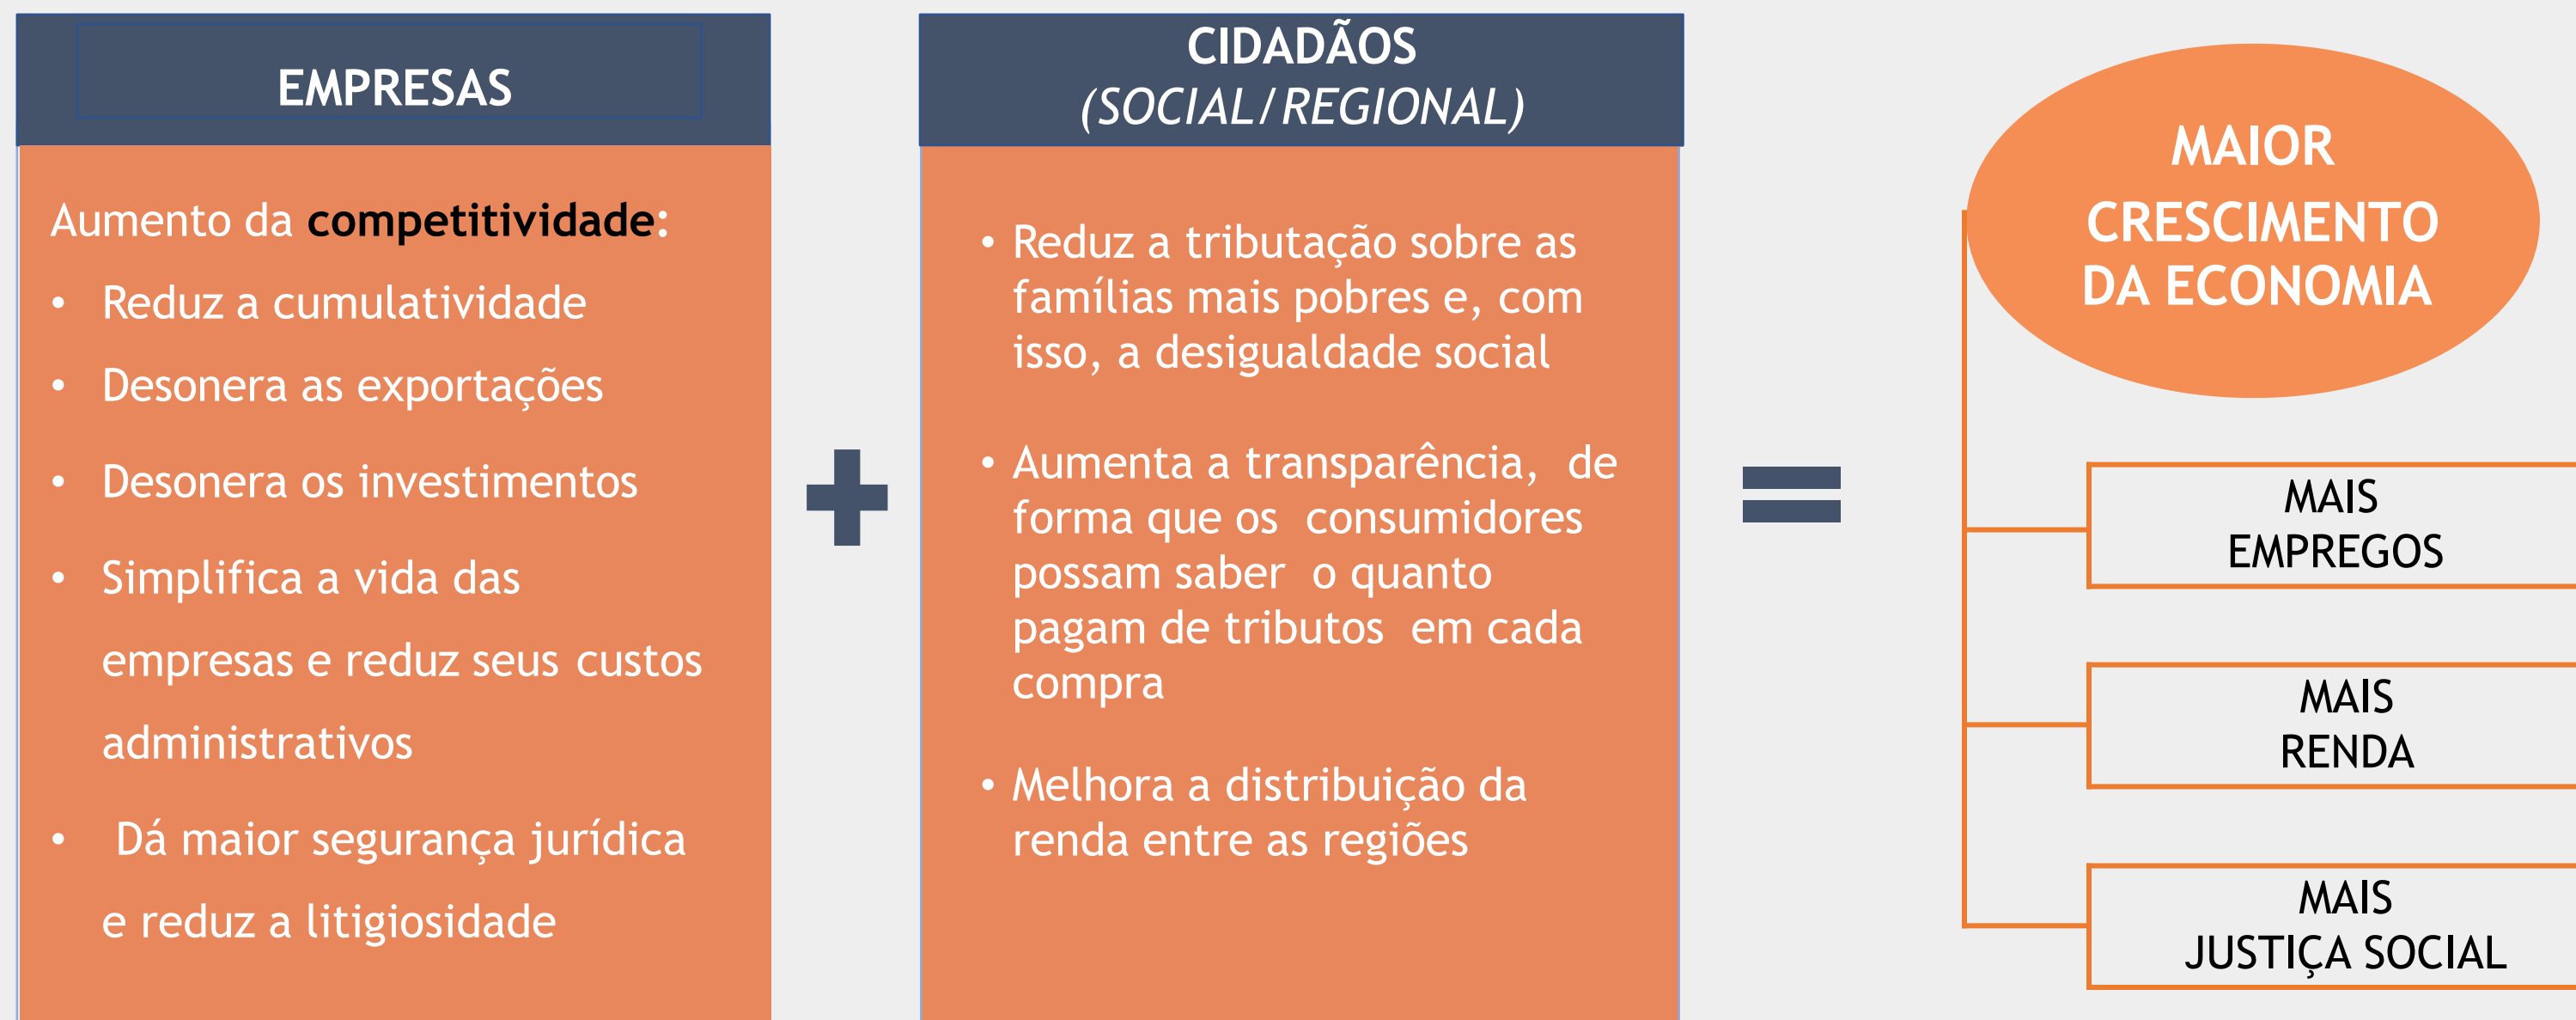 EMPRESAS
Aumento da competitividade:
• Reduz a cumulatividade
• Desonera as exportações
• Desonera os investimentos
• Simplifica a vida das
empresas e reduz seus custos
administrativos
• Dá maior segurança jurídica
e reduz a litigiosidade
CIDADÃOS
(SOCIAL/REGIONAL)
• Reduz a tributação sobre as
famílias mais pobres e, com
isso, a desigualdade social
• Aumenta a transparência, de
forma que os consumidores
possam saber o quanto
pagam de tributos em cada
compra
• Melhora a distribuição da
renda entre as regiões
MAIOR
CRESCIMENTO
DA ECONOMIA
MAIS
EMPREGOS
MAIS
RENDA
MAIS
JUSTIÇA SOCIAL